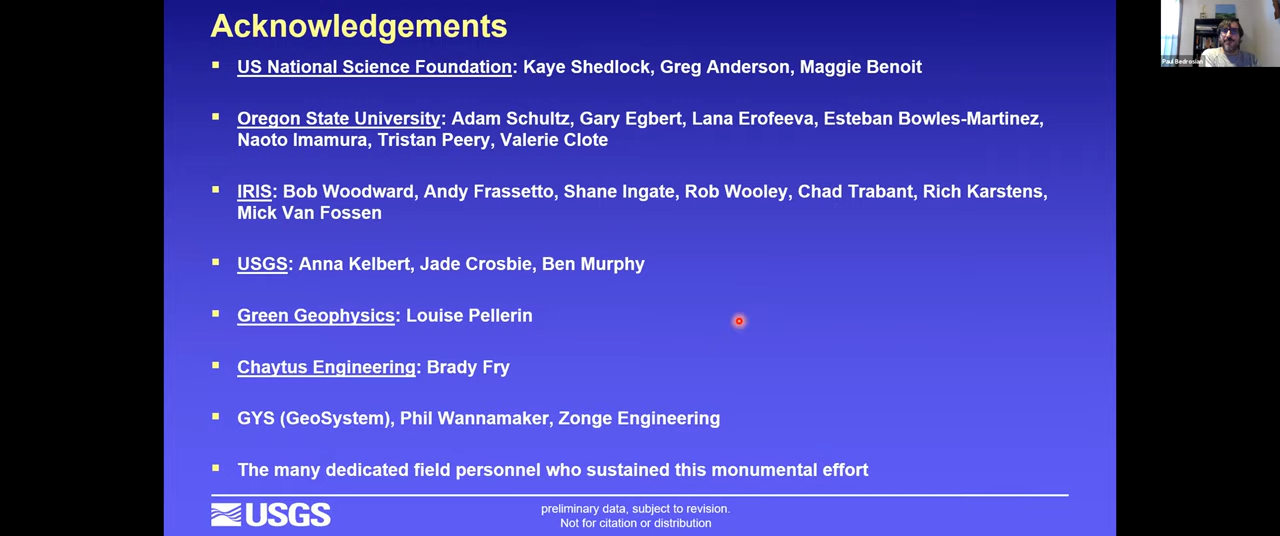 Acknowledgements
US National Science Foundation: Kaye Shedlock, Greg Anderson, Maggie Benoit
Oregon State University: Adam Schultz, Gary Egbert, Lana Erofeeva, Esteban Bowles-Martinez,
Naoto Imamura, Tristan Peery, Valerie Clote
IRIS: Bob Woodward, Andy Frassetto, Shane Ingate, Rob Wooley, Chad Trabant, Rich Karstens,
Mick Van Fossen
USGS: Anna Kelbert, Jade Crosbie, Ben Murphy
Green Geophysics: Louise Pellerin
Chaytus Engineering: Brady Fry
GYS (GeoSystem), Phil Wannamaker, Zonge Engineering
The many dedicated field personnel who sustained this monumental effort
USGS
preliminary data, subject to revision.
Not for citation or distribution
Paul Bedrosian